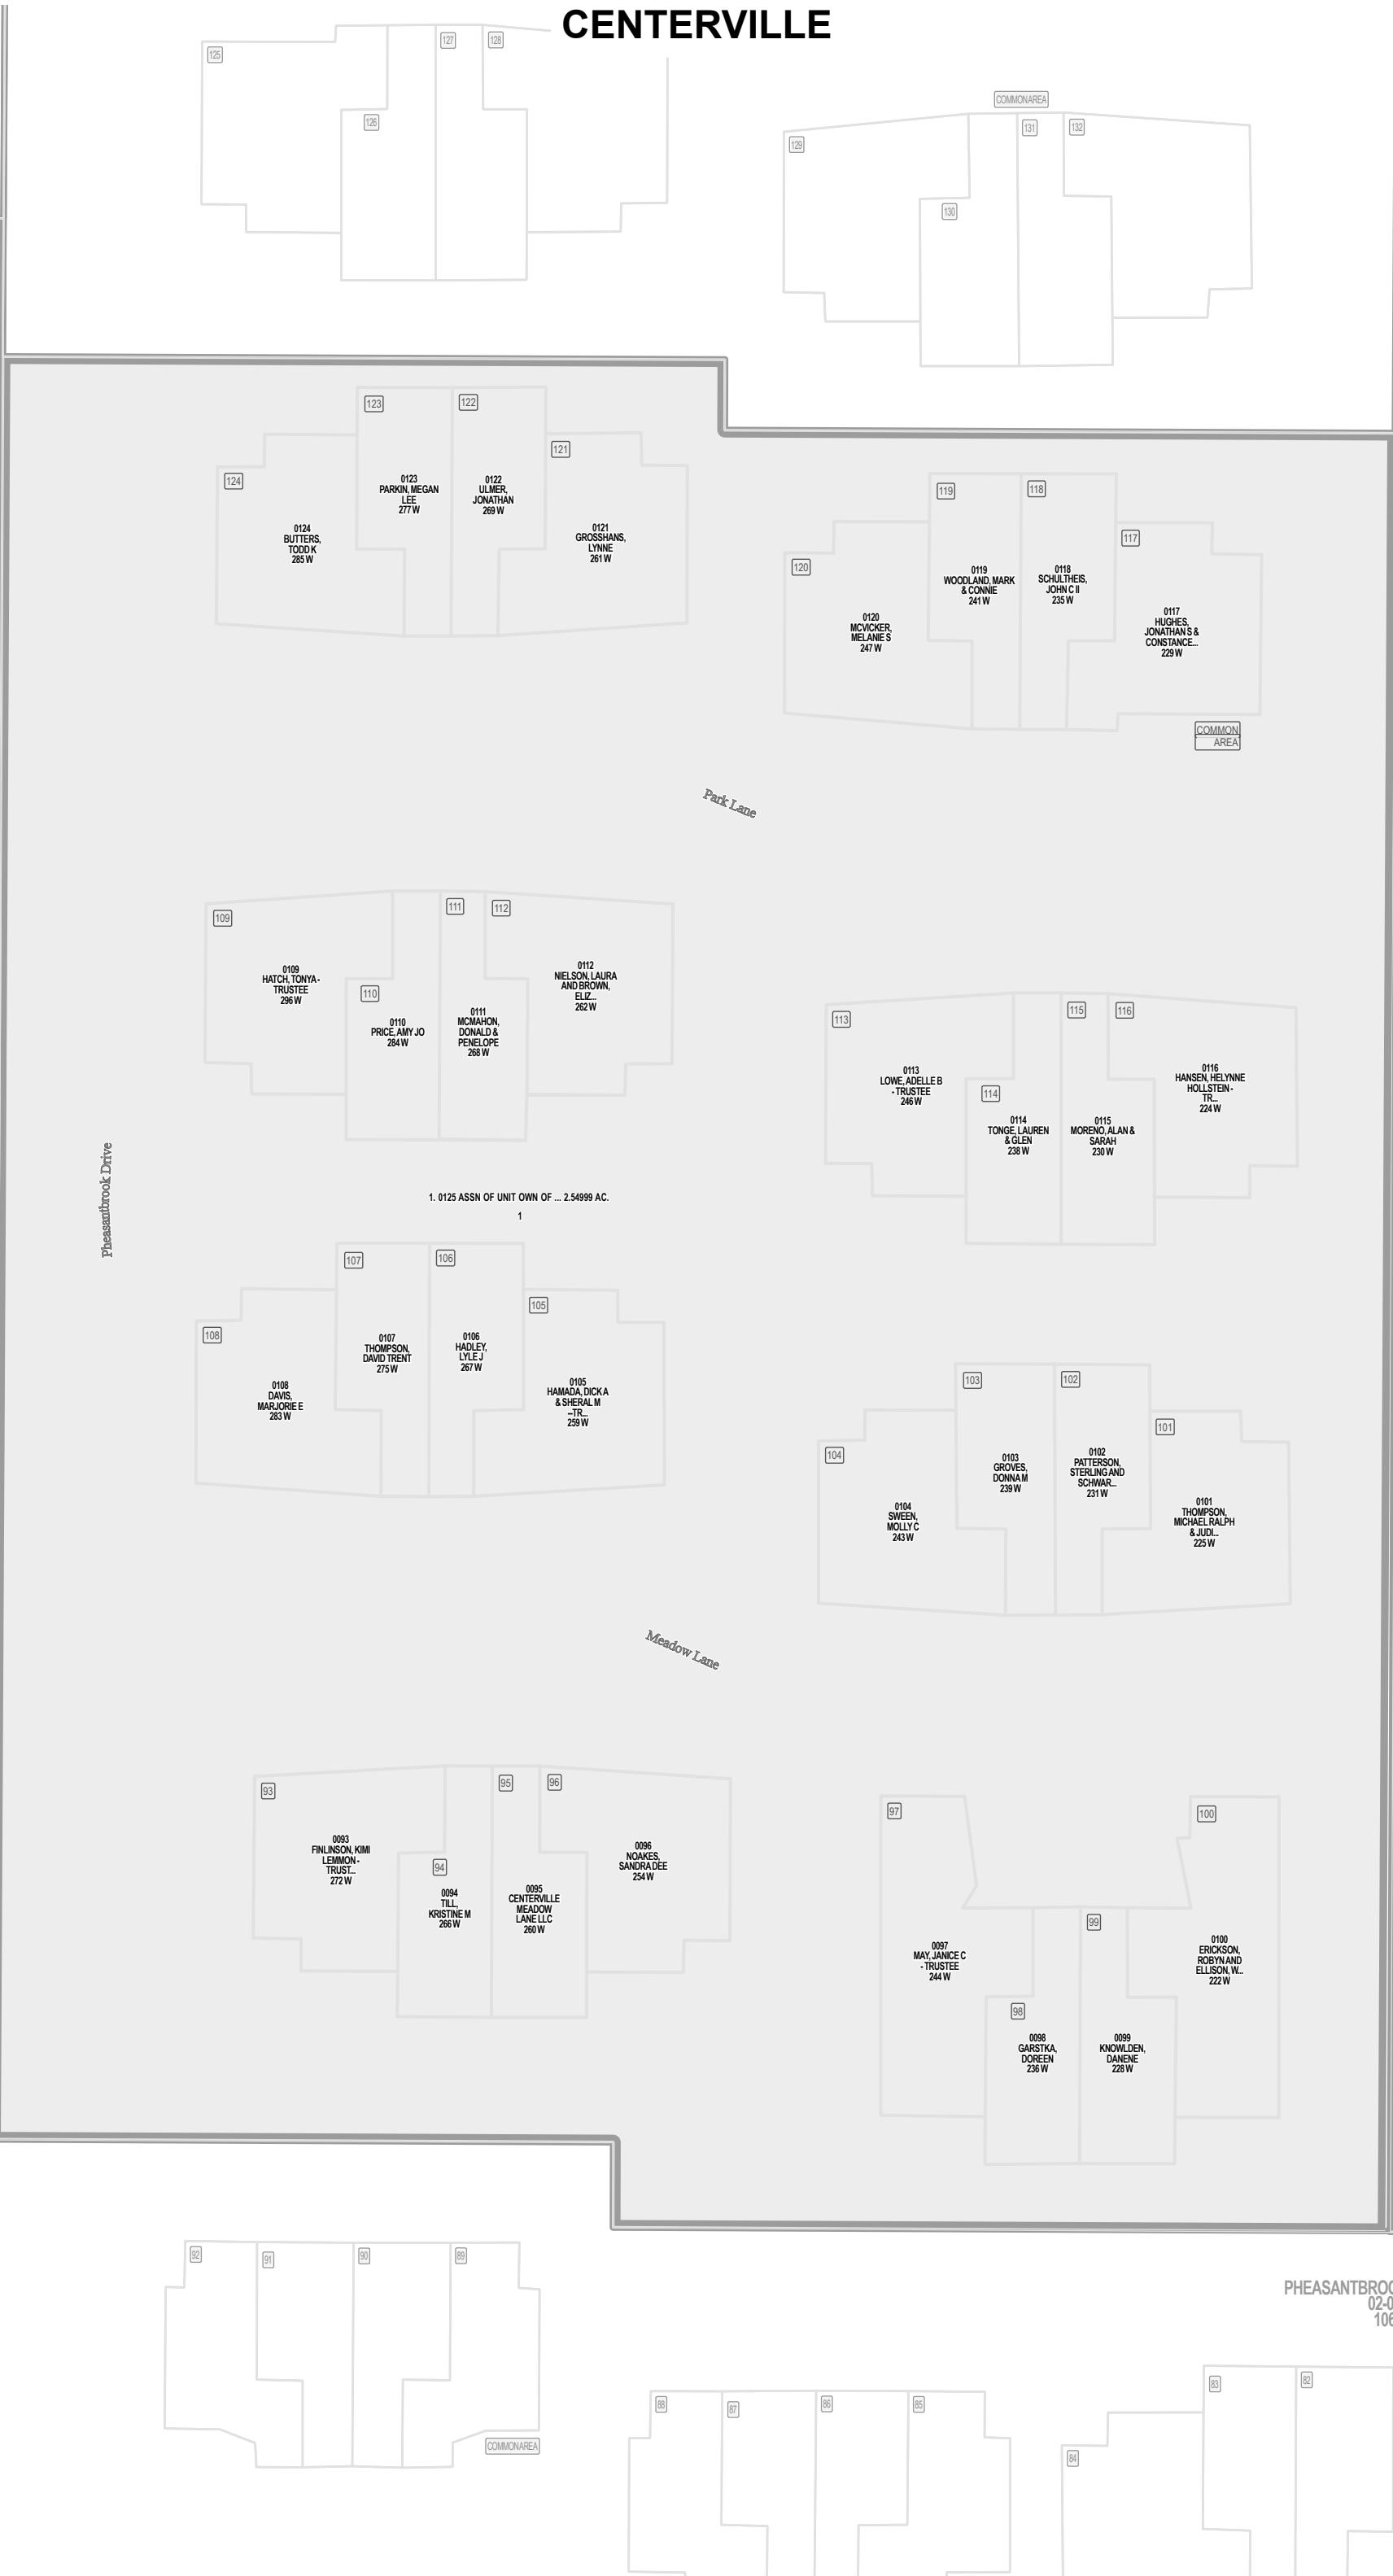 CENTERVILLE
125
126
127
128
COMMONAREA
129
130
131
132
123
122
121
124
0123
PARKIN, MEGAN
LEE
277 W
0122
ULMER,
JONATHAN
269 W
0124
BUTTERS,
TODD K
285 W
0121
GROSSHANS,
LYNNE
261 W
119
118
117
120
0119
WOODLAND, MARK
& CONNIE
241 W
0118
SCHULTHEIS,
JOHN C II
235 W
0120
MCVICKER,
MELANIE S
247 W
0117
HUGHES,
JONATHAN S &
CONSTANCE...
229 W
COMMON
AREA
Park Lane
109
111
112
110
0109
HATCH, TONYA -
TRUSTEE
296 W
0110
PRICE, AMY JO
284 W
0111
MCMAHON,
DONALD &
PENELOPE
268 W
0112
NIELSON, LAURA
AND BROWN,
ELIZ...
262 W
113
115
116
114
0113
LOWE, ADELLE B
- TRUSTEE
246 W
0114
TONGE, LAUREN
& GLEN
238 W
0115
MORENO, ALAN &
SARAH
230 W
0116
HANSEN, HELYNNE
HOLLSTEIN -
TR...
224 W
Pheasantbrook Drive
1. 0125 ASSN OF UNIT OWN OF ... 2.54999 AC.
1
107
106
105
108
0107
THOMPSON,
DAVID TRENT
275 W
0106
HADLEY,
LYLE J
267 W
0108
DAVIS,
MARJORIE E
283 W
0105
HAMADA, DICK A
& SHERAL M
--TR...
259 W
103
102
101
104
0103
GROVES,
DONNA M
239 W
0102
PATTERSON,
STERLING AND
SCHWAR...
231 W
0104
SWEEN,
MOLLY C
243 W
0101
THOMPSON,
MICHAEL RALPH
& JUDI...
225 W
Meadow Lane
93
95
96
94
0093
FINLINSON, KIMI
LEMMON -
TRUST...
272 W
0094
TILL,
KRISTINE M
266 W
0095
CENTERVILLE
MEADOW
LANE LLC
260 W
0096
NOAKES,
SANDRA DEE
254 W
97
100
99
98
0097
MAY, JANICE C
- TRUSTEE
244 W
0098
GARSTKA,
DOREEN
236 W
0099
KNOWLDEN,
DANENE
228 W
0100
ERICKSON,
ROBYN AND
ELLISON, W...
222 W
92
91
90
89
COMMONAREA
PHEASANTBROO
02-0
106
88
87
86
85
84
83
82